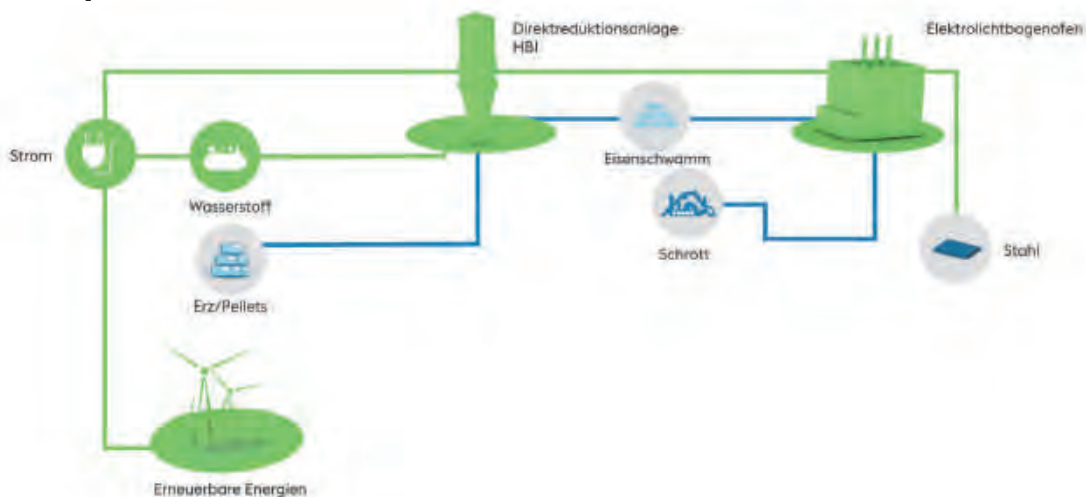 Direktreduktionsanlage
HBI
Elektrolichtbogenofen
Strom
Eisenschwamm
Wasserstoff
Schrott
Stahl
Erz/Pellets
Erneuerbare Energien